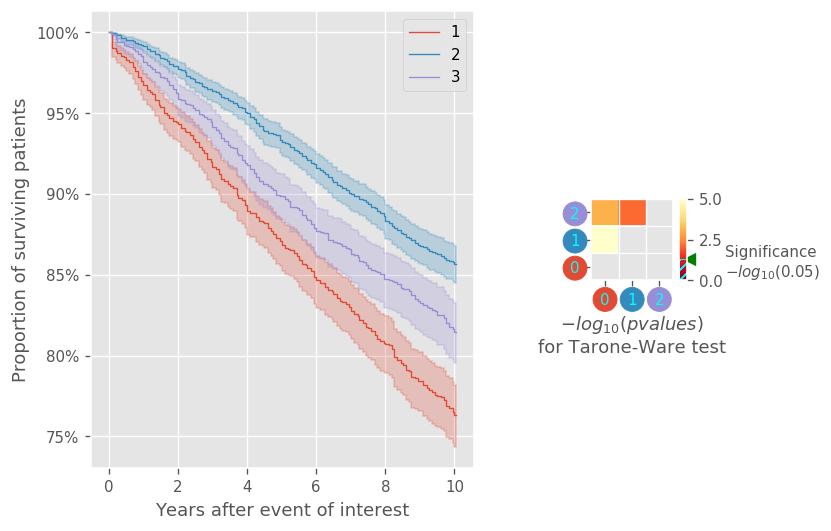 100%
95%
90%
85%
80%
75%
Proportion of surviving patients
0 2 4 6 8 10
Years after event of interest
1
2
3
2
1
0
0 1 2
5.0
2.5
0.0
Significance
−log₁₀(0.05)
−log₁₀(pvalues)
for Tarone-Ware test